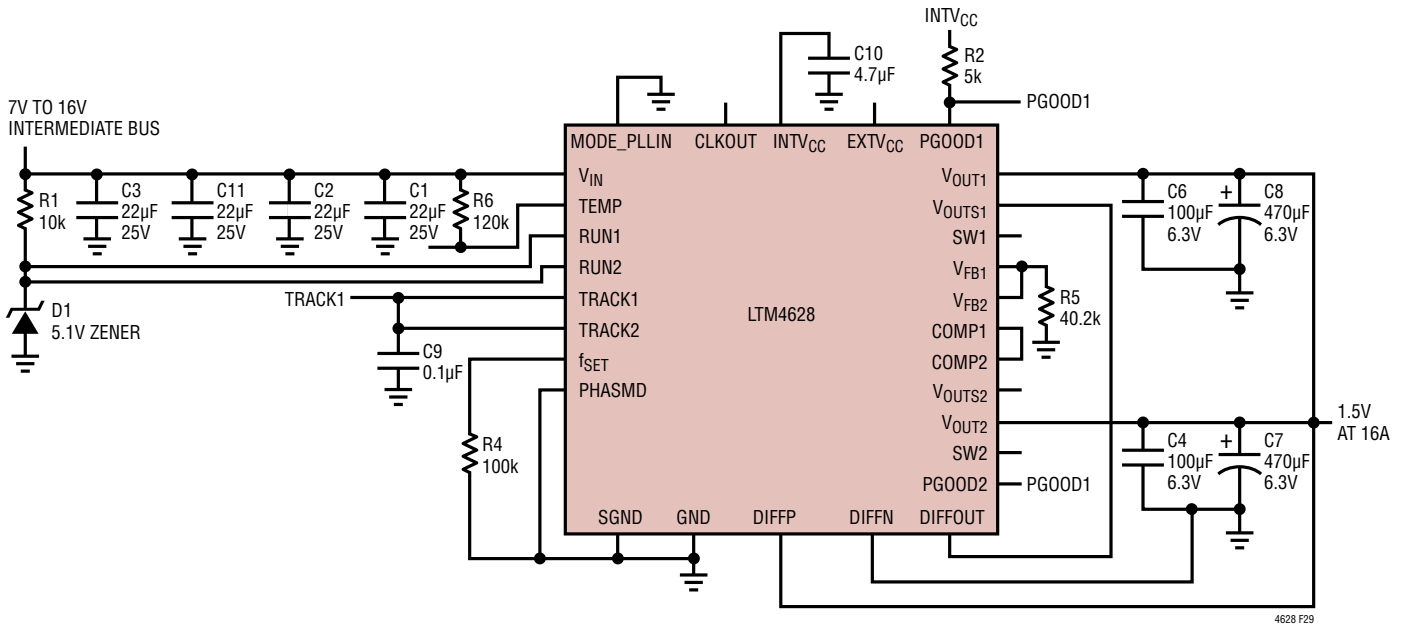 INTVCC
C10
4.7µF
R2
5k
PGOOD1
7V TO 16V
INTERMEDIATE BUS
MODE_PLLIN
CLKOUT
INTVCC
EXTVCC
PGOOD1
R1
10k
C3
22µF
25V
C11
22µF
25V
C2
22µF
25V
C1
22µF
25V
R6
120k
VIN
TEMP
RUN1
RUN2
TRACK1
TRACK2
fSET
PHASMD
D1
5.1V ZENER
TRACK1
C9
0.1µF
R4
100k
LTM4628
VOUT1
VOUTS1
SW1
VFB1
VFB2
COMP1
COMP2
VOUTS2
VOUT2
SW2
PGOOD2
PGOOD1
C6
100µF
6.3V
+
C8
470µF
6.3V
R5
40.2k
1.5V
AT 16A
C4
100µF
6.3V
+
C7
470µF
6.3V
SGND
GND
DIFFP
DIFFN
DIFFOUT
4628 F29